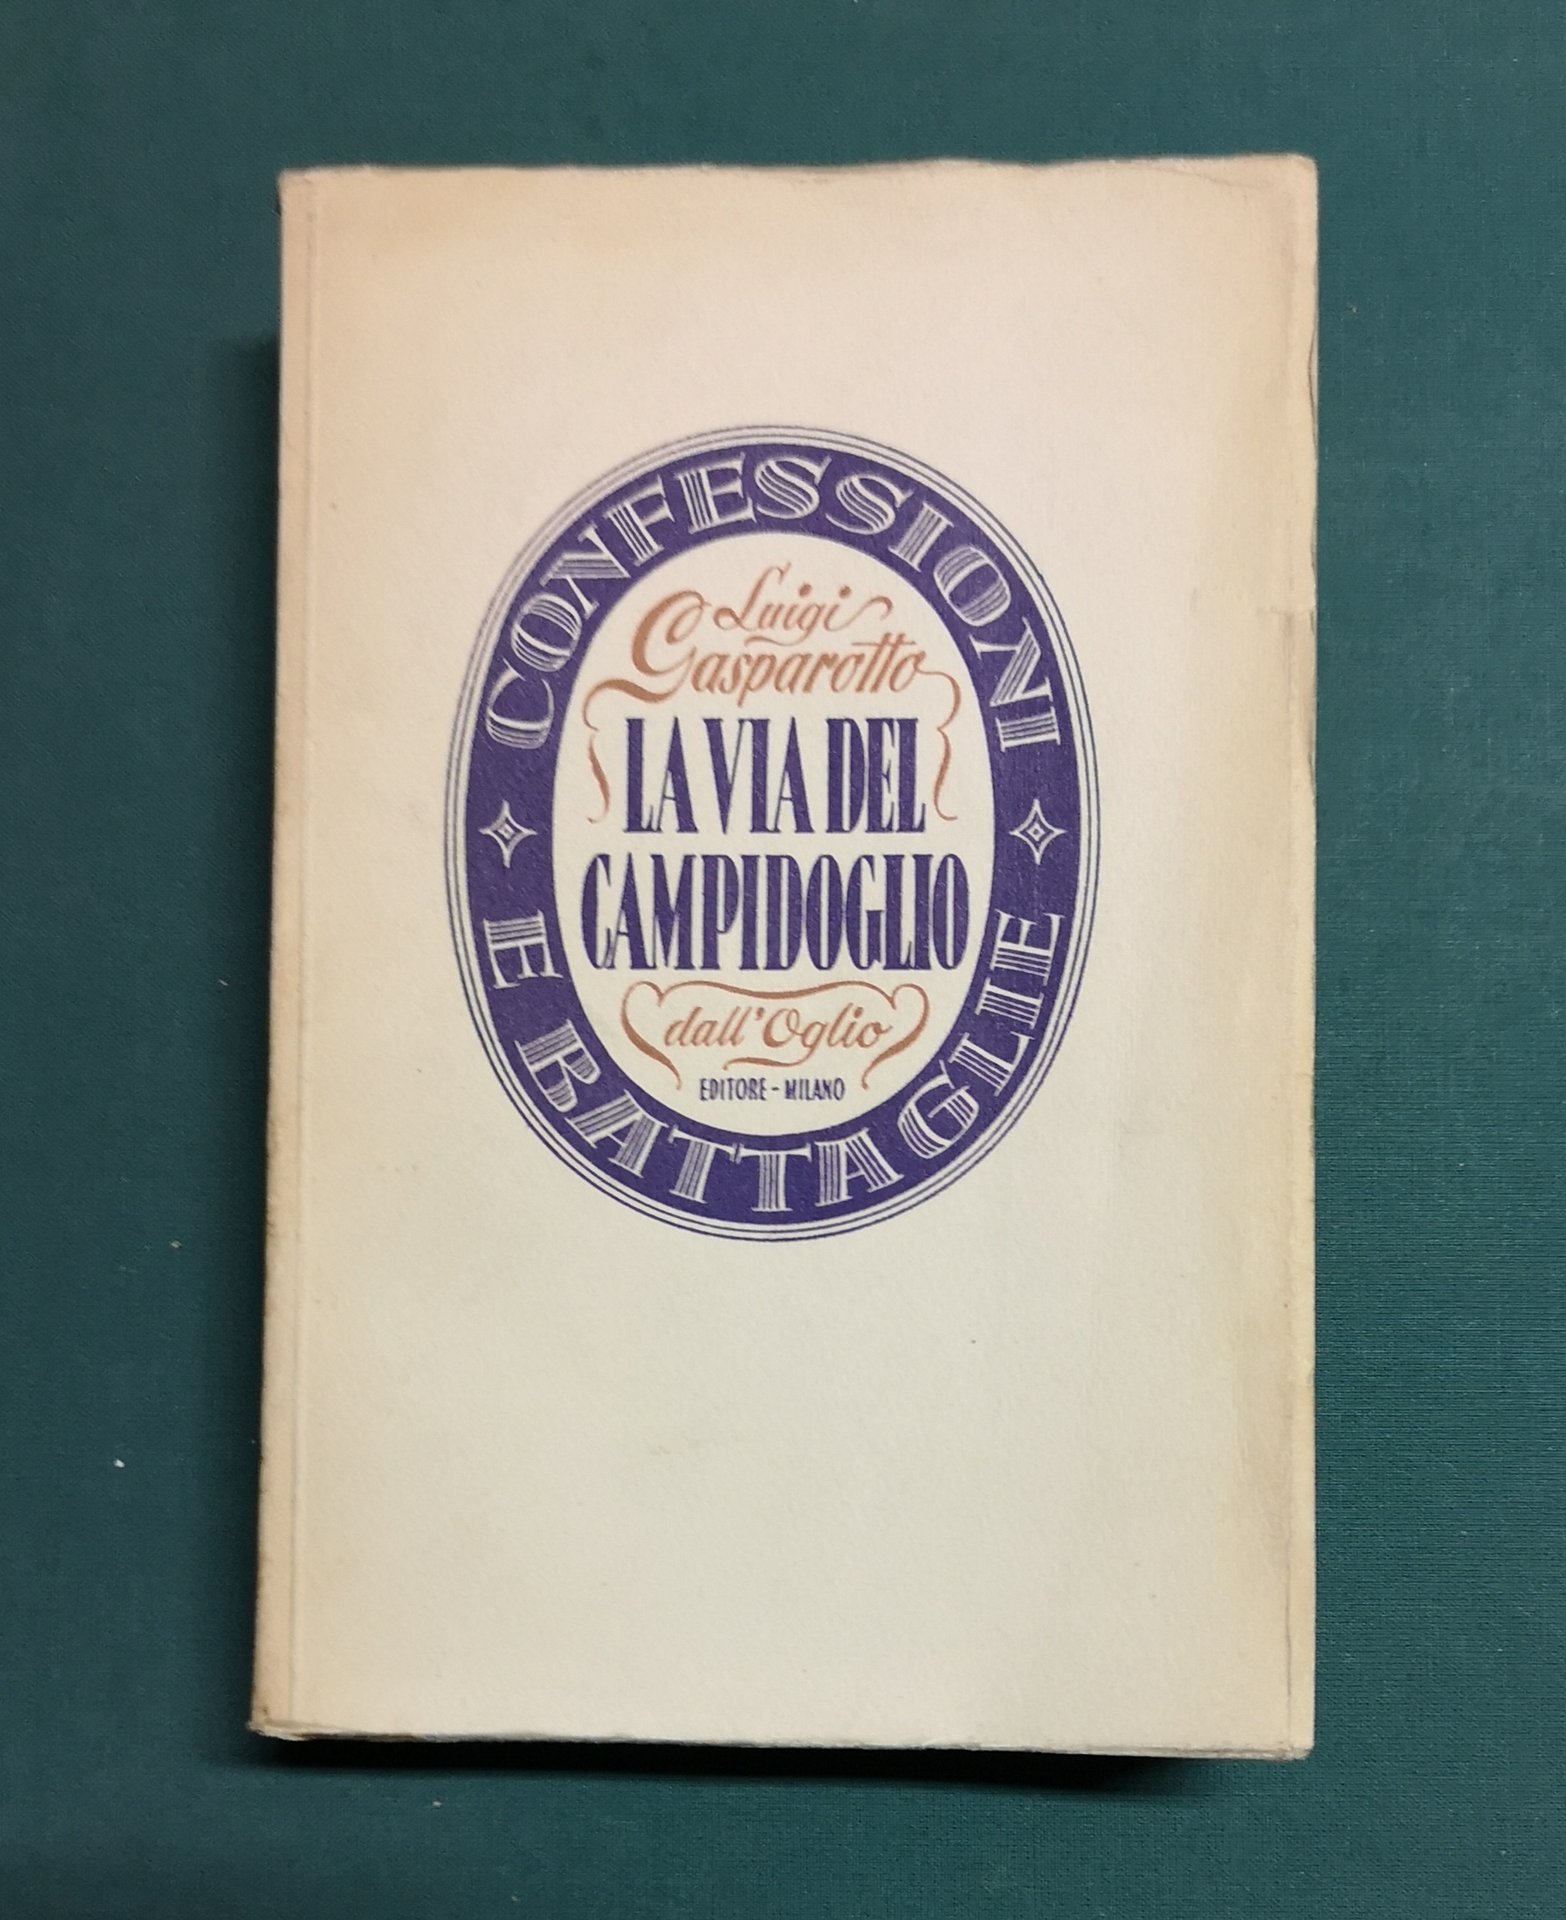 CONFESSIONI
Luigi
Gasparotto
LA VIA DEL
CAMPIDOGLIO
dall'Oglio
EDITORE - MILANO
E BATTAGLIE